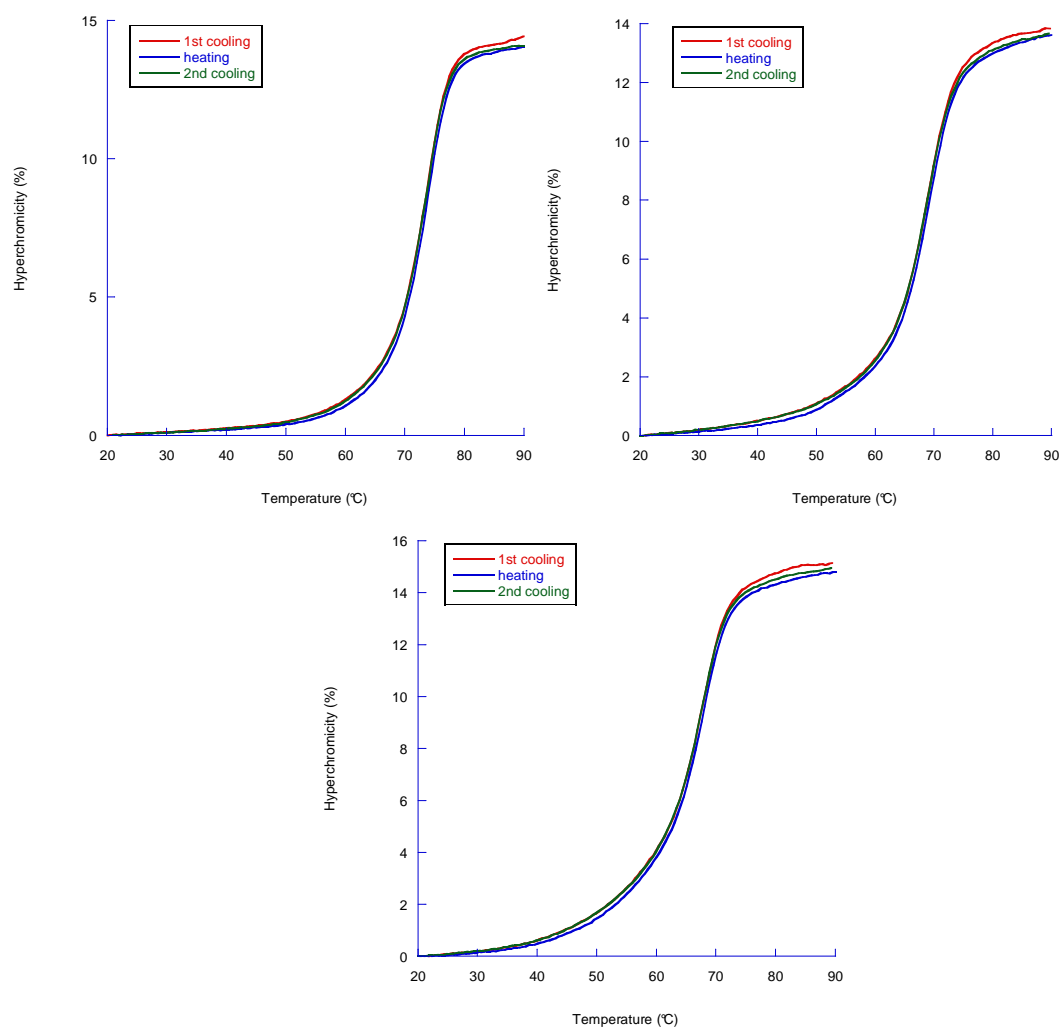 15
10
5
0
Hyperchromicity (%)
1st cooling
heating
2nd cooling
20 30 40 50 60 70 80 90
Temperature (°C)
14
12
10
8
6
4
2
0
Hyperchromicity (%)
1st cooling
heating
2nd cooling
20 30 40 50 60 70 80 90
Temperature (°C)
16
14
12
10
8
6
4
2
0
Hyperchromicity (%)
1st cooling
heating
2nd cooling
20 30 40 50 60 70 80 90
Temperature (°C)